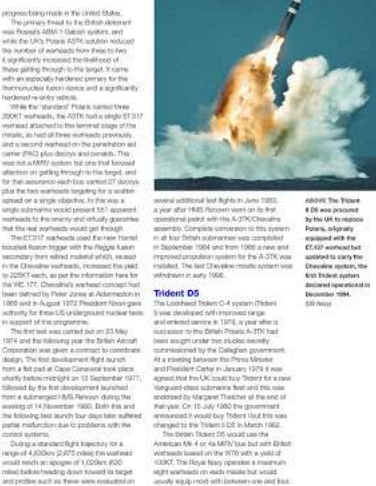 progress being made in the United States.
The primary threat to the British deterrent
was Russia's ABM-1 Galosh system, and
while the UK's Polaris A3TK solution reduced
the number of warheads from three to two
it significantly increased the likelihood of
these getting through to the target. It came
with an especially hardened primary for the
thermonuclear fusion device and a significantly
hardened re-entry vehicle.
While the 'standard' Polaris carried three
200KT warheads, the A3TK had a single ET.317
warhead attached to the terminal stage of the
missile, as had all three warheads previously,
and a second warhead on the penetration aid
carrier (PAC) plus decoys and penaids. This
was not a MIRV system but one that focused
attention on getting through to the target, and
for that assurance each bus carried 27 decoys
plus the two warheads targeting for a scatter-
spread on a single objective. In this way a
single submarine would present 551 apparent
warheads to the enemy and virtually guarantee
that the real warheads would get through.
The ET.317 warheads used the new Harriet
boosted fission trigger with the Reggie fusion
secondary from retired material which, re-used
in the Chevaline warheads, increased the yield
to 225KT each, as per the information here for
the WE.177. Chevaline's warhead concept had
been defined by Peter Jones at Aldermaston in
1969 and in August 1972 President Nixon gave
authority for three US underground nuclear tests
in support of this programme.
The first test was carried out on 23 May
1974 and the following year the British Aircraft
Corporation was given a contract to coordinate
design. The first development flight launch
from a flat pad at Cape Canaveral took place
shortly before midnight on 12 September 1977,
followed by the first development launched
from a submerged HMS Renown during the
evening of 14 November 1980. Both this and
the following test launch four days later suffered
partial malfunction due to problems with the
control systems.
During a standard flight trajectory for a
range of 4,630km (2,875 miles) the warhead
would reach an apogee of 1,020km (630
miles) before heading down toward its target
and profiles such as these were evaluated on
several additional test flights in June 1980,
a year after HMS Renown went on its first
operational patrol with the A-3TK/Chevaline
assembly. Complete conversion to this system
in all four British submarines was completed
in September 1984 and from 1986 a new and
improved propulsion system for the A-3TK was
installed. The last Chevaline missile system was
withdrawn in early 1996.
Trident D5
The Lockheed Trident C-4 system (Trident
I) was developed with improved range
and entered service in 1979, a year after a
successor to the British Polaris A-3TK had
been sought under two studies secretly
commissioned by the Callaghan government.
At a meeting between the Prime Minister
and President Carter in January 1979 it was
agreed that the UK could buy Trident for a new
Vanguard-class submarine fleet and this was
endorsed by Margaret Thatcher at the end of
that year. On 15 July 1980 the government
announced it would buy Trident I but this was
changed to the Trident II D5 in March 1982.
The British Trident D5 would use the
American Mk 4 or 4a MIRV bus but with British
warheads based on the W76 with a yield of
100KT. The Royal Navy operates a maximum
eight warheads on each missile but would
usually equip most with between one and four.
ABOVE The Trident
II D5 was procured
by the UK to replace
Polaris, originally
equipped with the
ET.437 warhead but
updated to carry the
Chevaline system, the
first Trident system
declared operational in
December 1994.
(US Navy)